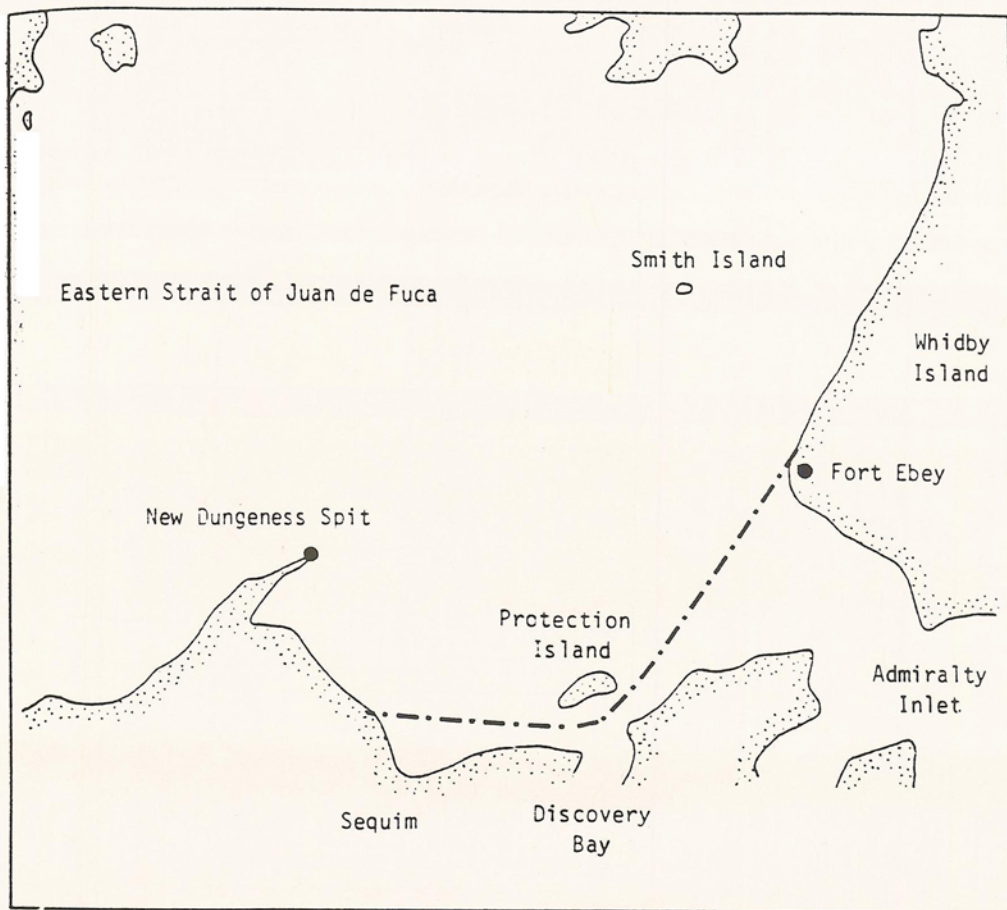 Smith Island
Eastern Strait of Juan de Fuca
Whidby
Island
Fort Ebey
New Dungeness Spit
Protection
Island
Admiralty
Inlet
Sequim
Discovery
Bay